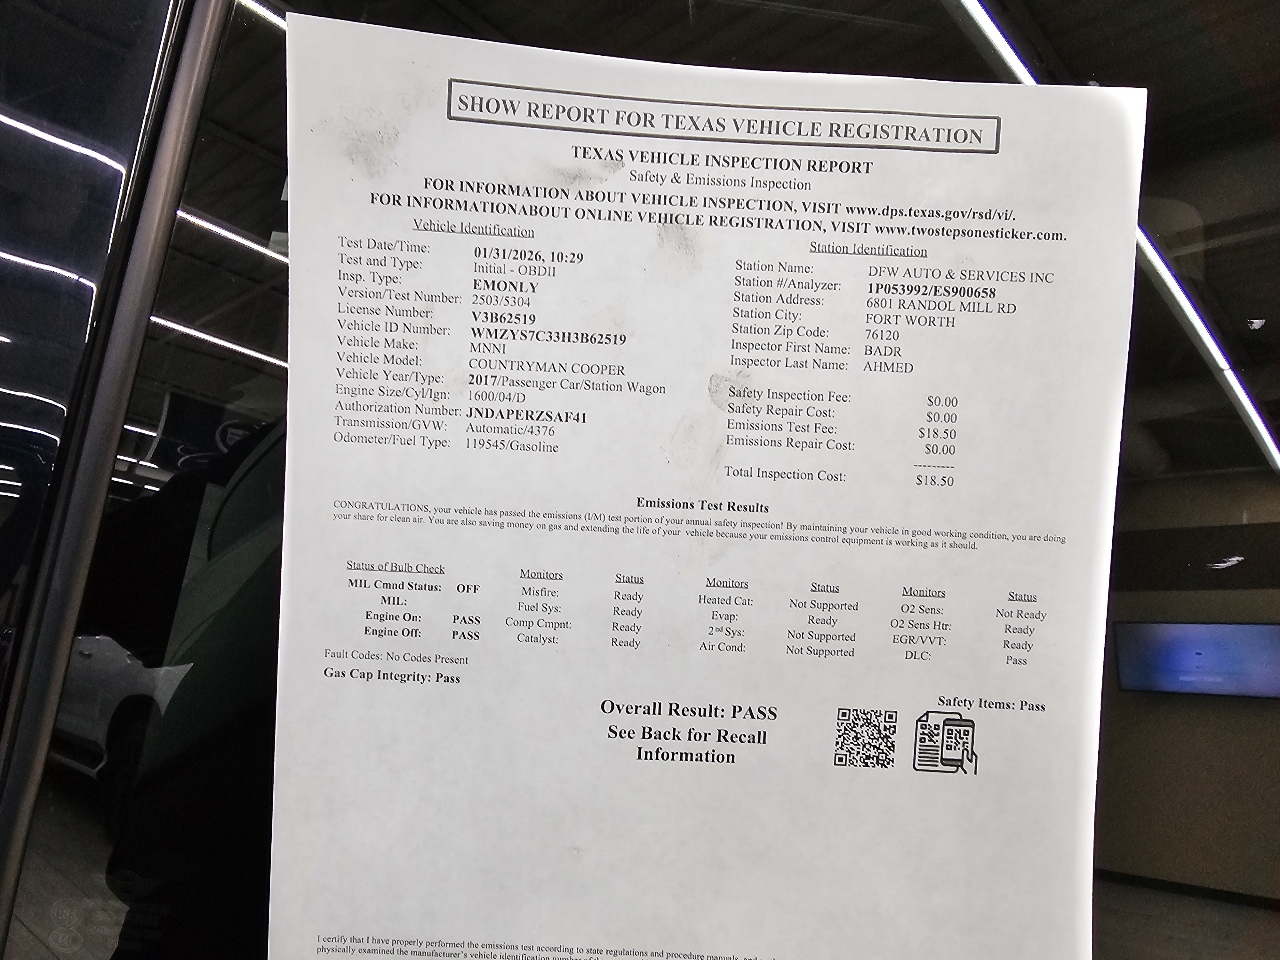 SHOW REPORT FOR TEXAS VEHICLE REGISTRATION
TEXAS VEHICLE INSPECTION REPORT
Safety & Emissions Inspection
FOR INFORMATION ABOUT VEHICLE INSPECTION, VISIT www.dps.texas.gov/rsd/vi/.
FOR INFORMATIONABOUT ONLINE VEHICLE REGISTRATION, VISIT www.twostepsonesticker.com.
Vehicle Identification
Test Date/Time: 01/31/2026, 10:29
Test and Type: Initial - OBDII
Insp. Type: EMONLY
Version/Test Number: 2503/5304
License Number: V3B62519
Vehicle ID Number: WMZYS7C33H3B62519
Vehicle Make: MNNI
Vehicle Model: COUNTRYMAN COOPER
Vehicle Year/Type: 2017/Passenger Car/Station Wagon
Engine Size/Cyl/Ign: 1600/04/D
Authorization Number: JNDAPERZSAF41
Transmission/GVW: Automatic/4376
Odometer/Fuel Type: 119545/Gasoline
Station Identification
Station Name: DFW AUTO & SERVICES INC
Station #/Analyzer: 1P053992/ES900658
Station Address: 6801 RANDOL MILL RD
Station City: FORT WORTH
Station Zip Code: 76120
Inspector First Name: BADR
Inspector Last Name: AHMED
Safety Inspection Fee: $0.00
Safety Repair Cost: $0.00
Emissions Test Fee: $18.50
Emissions Repair Cost: $0.00
---------
Total Inspection Cost: $18.50
Emissions Test Results
CONGRATULATIONS, your vehicle has passed the emissions (I/M) test portion of your annual safety inspection! By maintaining your vehicle in good working condition, you are doing
your share for clean air. You are also saving money on gas and extending the life of your vehicle because your emissions control equipment is working as it should.
Status of Bulb Check
MIL Cmnd Status: OFF
MIL:
Engine On: PASS
Engine Off: PASS
Monitors Status
Misfire: Ready
Fuel Sys: Ready
Comp Cmpnt: Ready
Catalyst: Ready
Monitors Status
Heated Cat: Not Supported
Evap: Ready
2nd Sys: Not Supported
Air Cond: Not Supported
Monitors Status
O2 Sens: Not Ready
O2 Sens Htr: Ready
EGR/VVT: Ready
DLC: Pass
Fault Codes: No Codes Present
Gas Cap Integrity: Pass
Safety Items: Pass
Overall Result: PASS
See Back for Recall
Information
I certify that I have properly performed the emissions test according to state regulations and procedure manuals,
physically examined the manufacturer's vehicle identification number